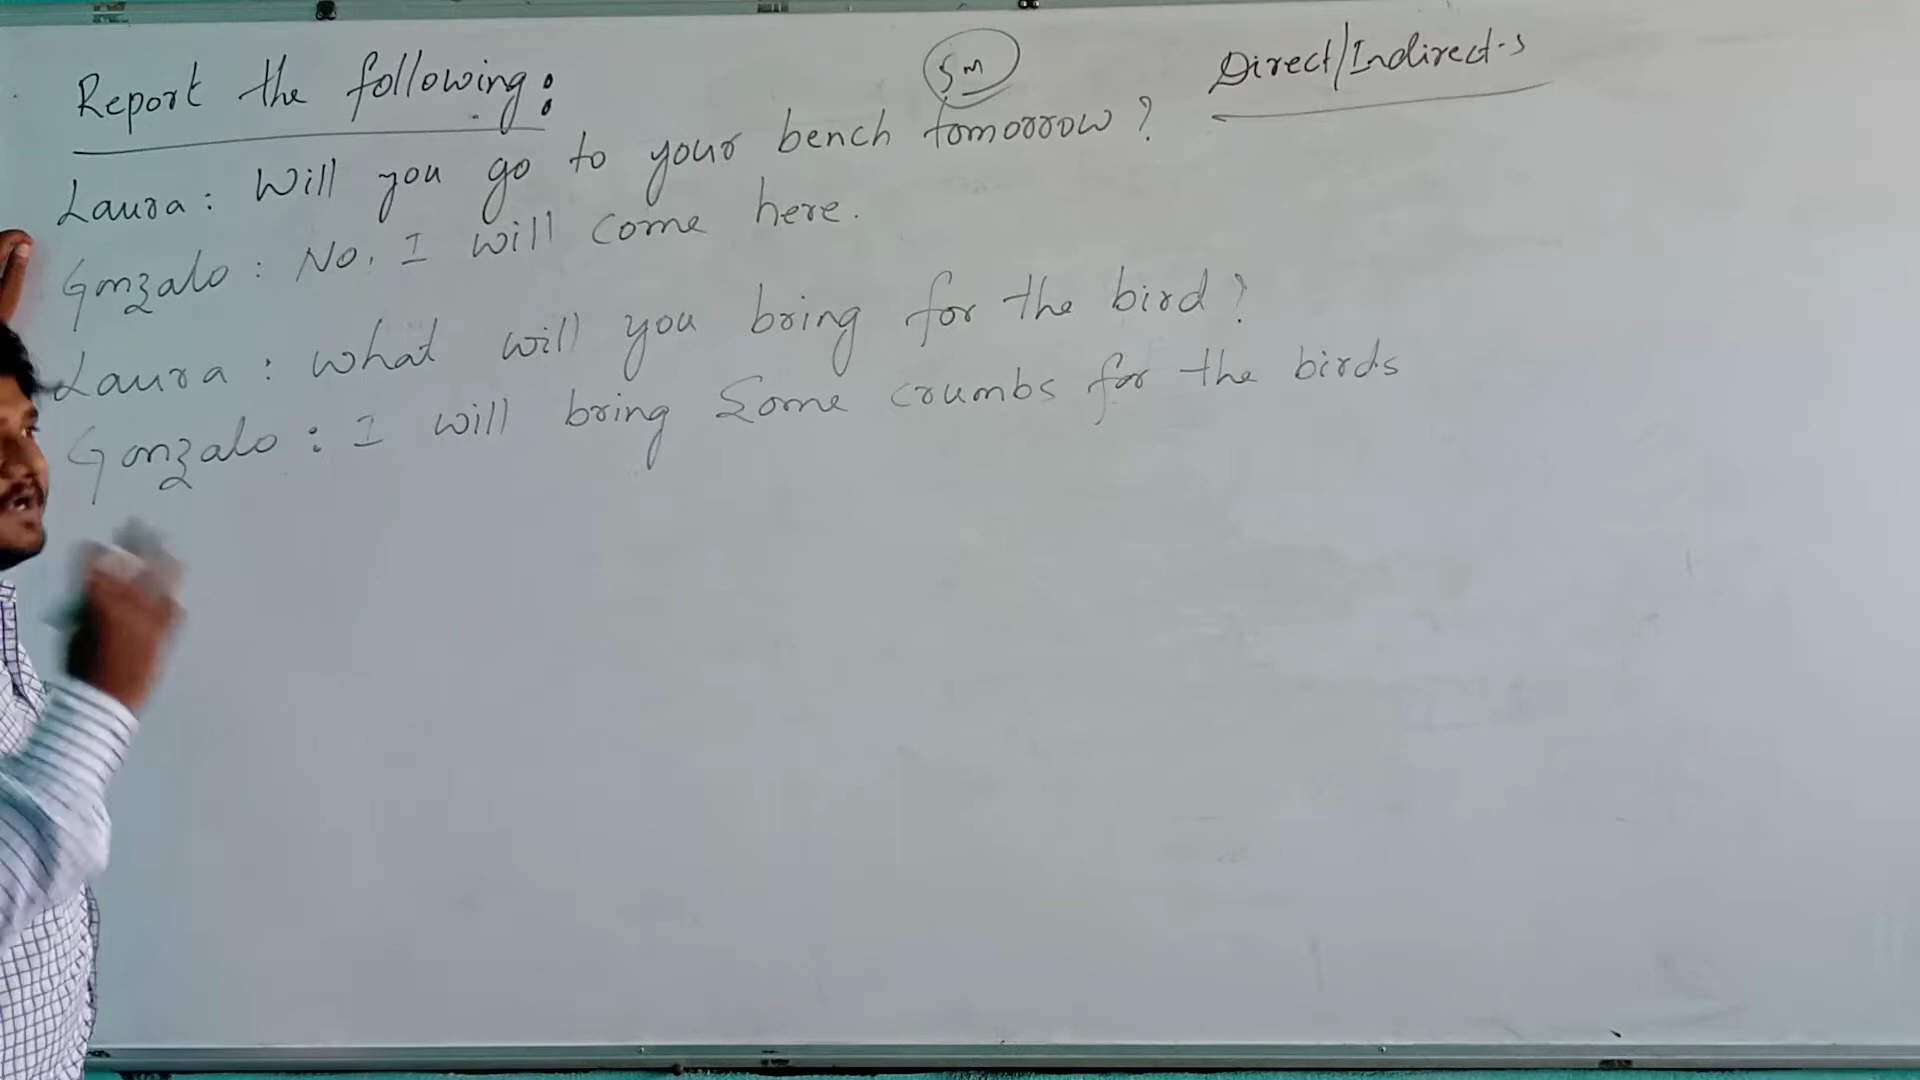 Report the following:
5m
Direct/Indirect-s
Laura: Will you go to your bench tomorrow?
Gonzalo: No, I will come here.
Laura: what will you bring for the bird?
Gonzalo: I will bring some crumbs for the birds